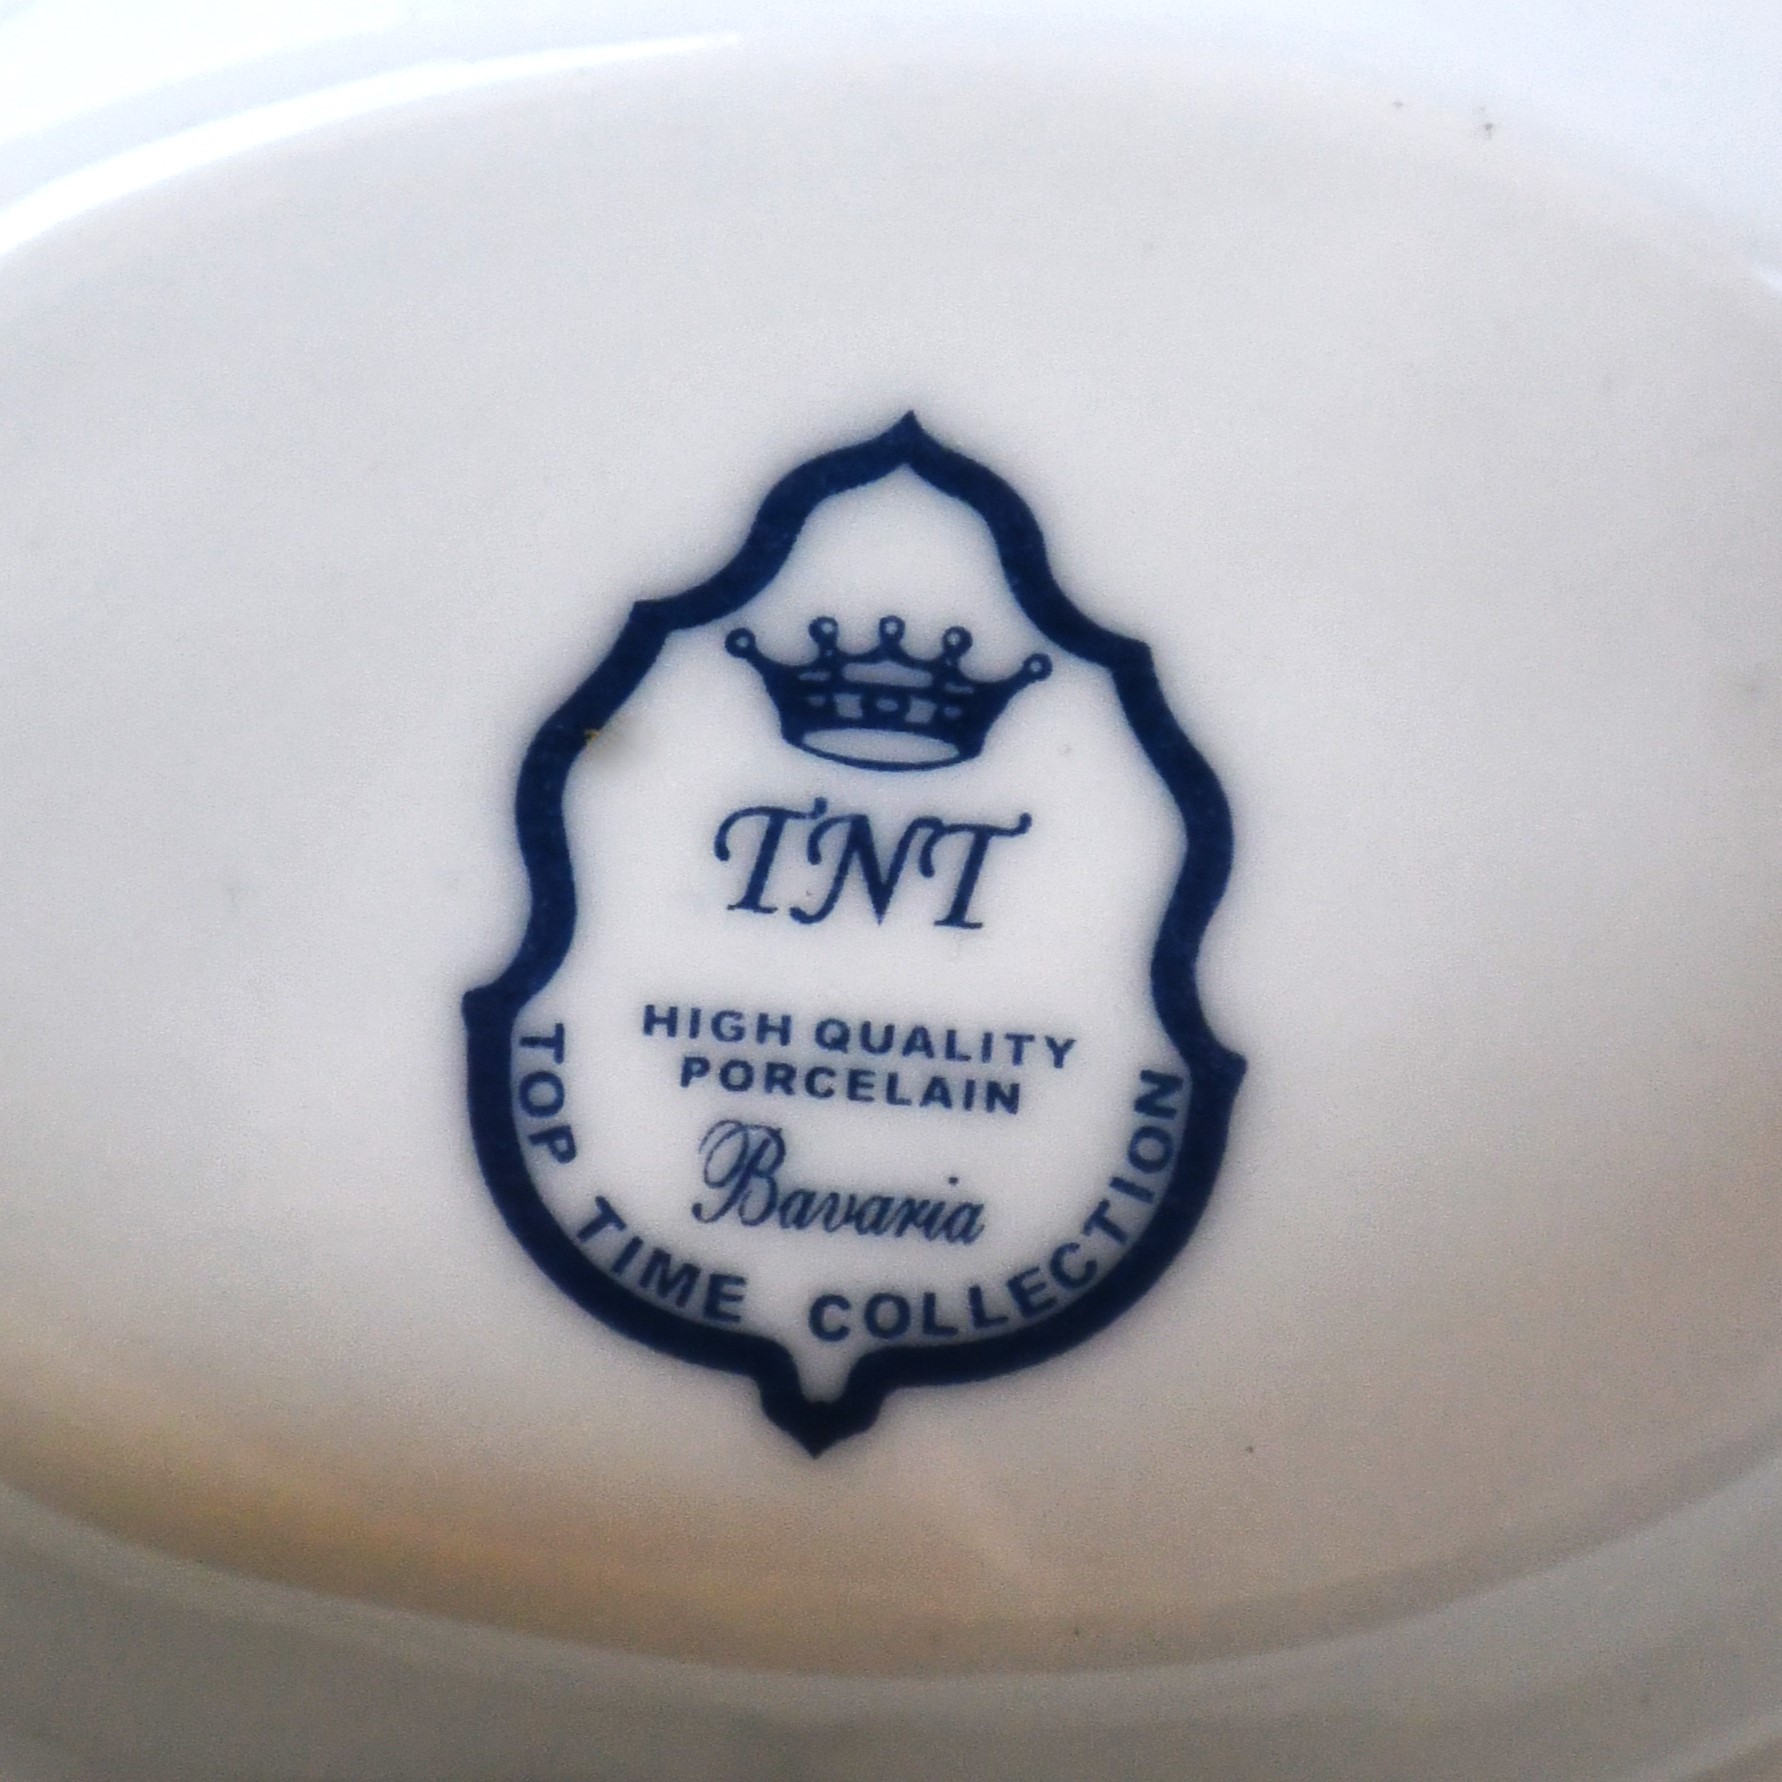 TNT
HIGH QUALITY
PORCELAIN
Bavaria
TOP TIME COLLECTION